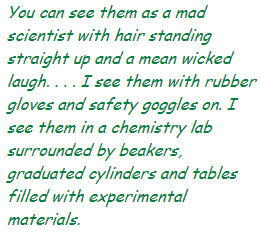 You can see them as a mad
scientist with hair standing
straight up and a mean wicked
laugh. . . . I see them with rubber
gloves and safety goggles on. I
see them in a chemistry lab
surrounded by beakers,
graduated cylinders and tables
filled with experimental
materials.